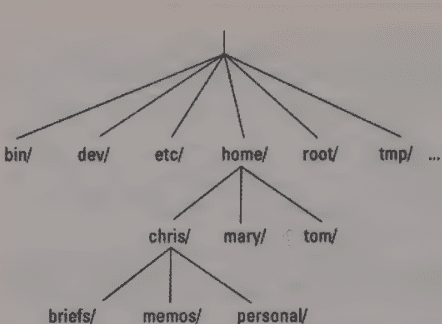 bin/ dev/ etc/ home/ root/ tmp/ ...
chris/ mary/ tom/
briefs/ memos/ personal/